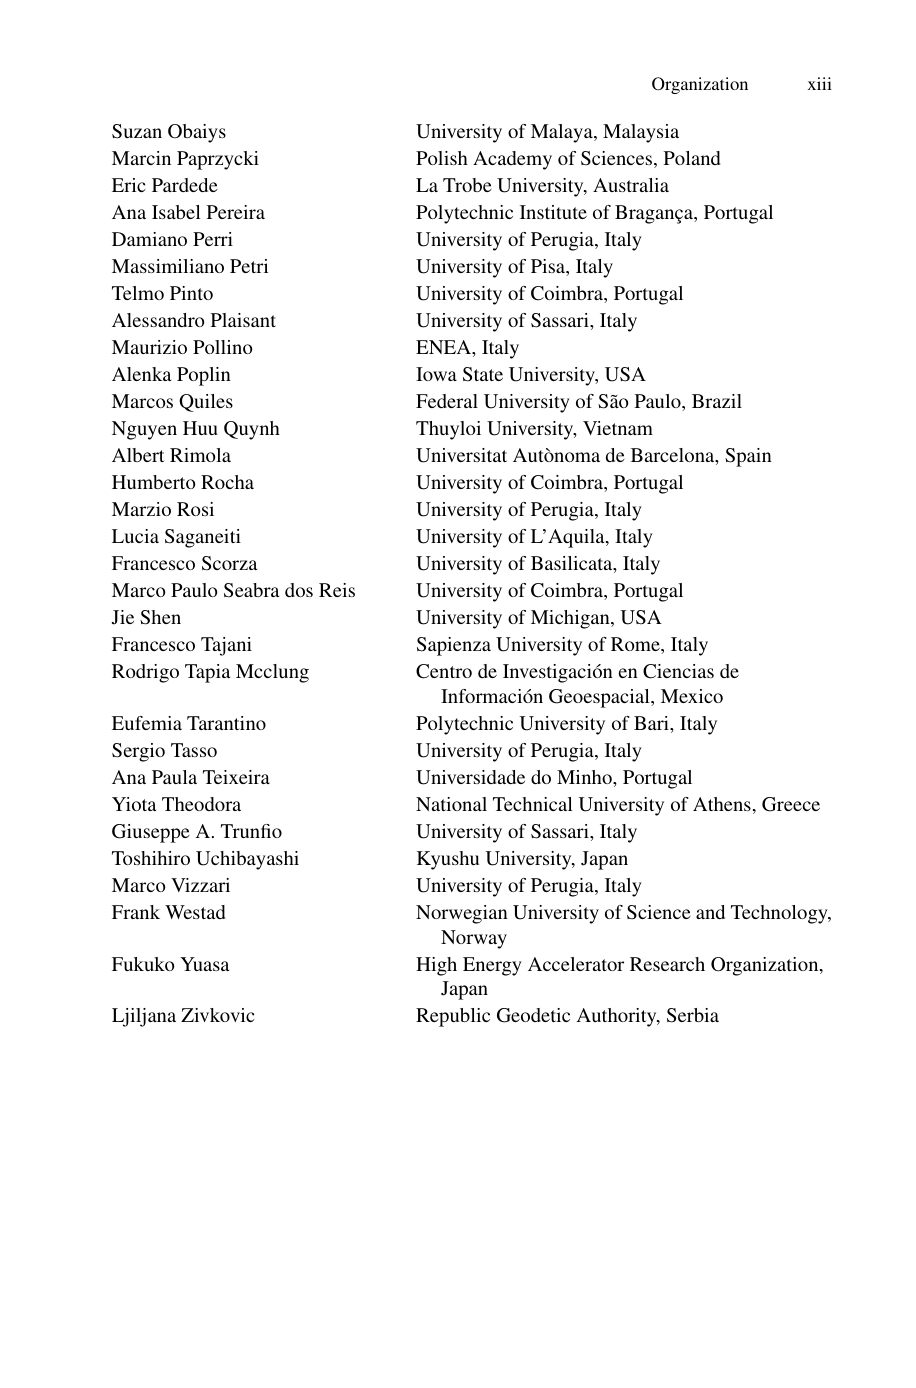 Organization xiii
Suzan Obaiys University of Malaya, Malaysia
Marcin Paprzycki Polish Academy of Sciences, Poland
Eric Pardede La Trobe University, Australia
Ana Isabel Pereira Polytechnic Institute of Bragança, Portugal
Damiano Perri University of Perugia, Italy
Massimiliano Petri University of Pisa, Italy
Telmo Pinto University of Coimbra, Portugal
Alessandro Plaisant University of Sassari, Italy
Maurizio Pollino ENEA, Italy
Alenka Poplin Iowa State University, USA
Marcos Quiles Federal University of São Paulo, Brazil
Nguyen Huu Quynh Thuyloi University, Vietnam
Albert Rimola Universitat Autònoma de Barcelona, Spain
Humberto Rocha University of Coimbra, Portugal
Marzio Rosi University of Perugia, Italy
Lucia Saganeiti University of L’Aquila, Italy
Francesco Scorza University of Basilicata, Italy
Marco Paulo Seabra dos Reis University of Coimbra, Portugal
Jie Shen University of Michigan, USA
Francesco Tajani Sapienza University of Rome, Italy
Rodrigo Tapia Mcclung Centro de Investigación en Ciencias de
Información Geoespacial, Mexico
Eufemia Tarantino Polytechnic University of Bari, Italy
Sergio Tasso University of Perugia, Italy
Ana Paula Teixeira Universidade do Minho, Portugal
Yiota Theodora National Technical University of Athens, Greece
Giuseppe A. Trunfio University of Sassari, Italy
Toshihiro Uchibayashi Kyushu University, Japan
Marco Vizzari University of Perugia, Italy
Frank Westad Norwegian University of Science and Technology,
Norway
Fukuko Yuasa High Energy Accelerator Research Organization,
Japan
Ljiljana Zivkovic Republic Geodetic Authority, Serbia